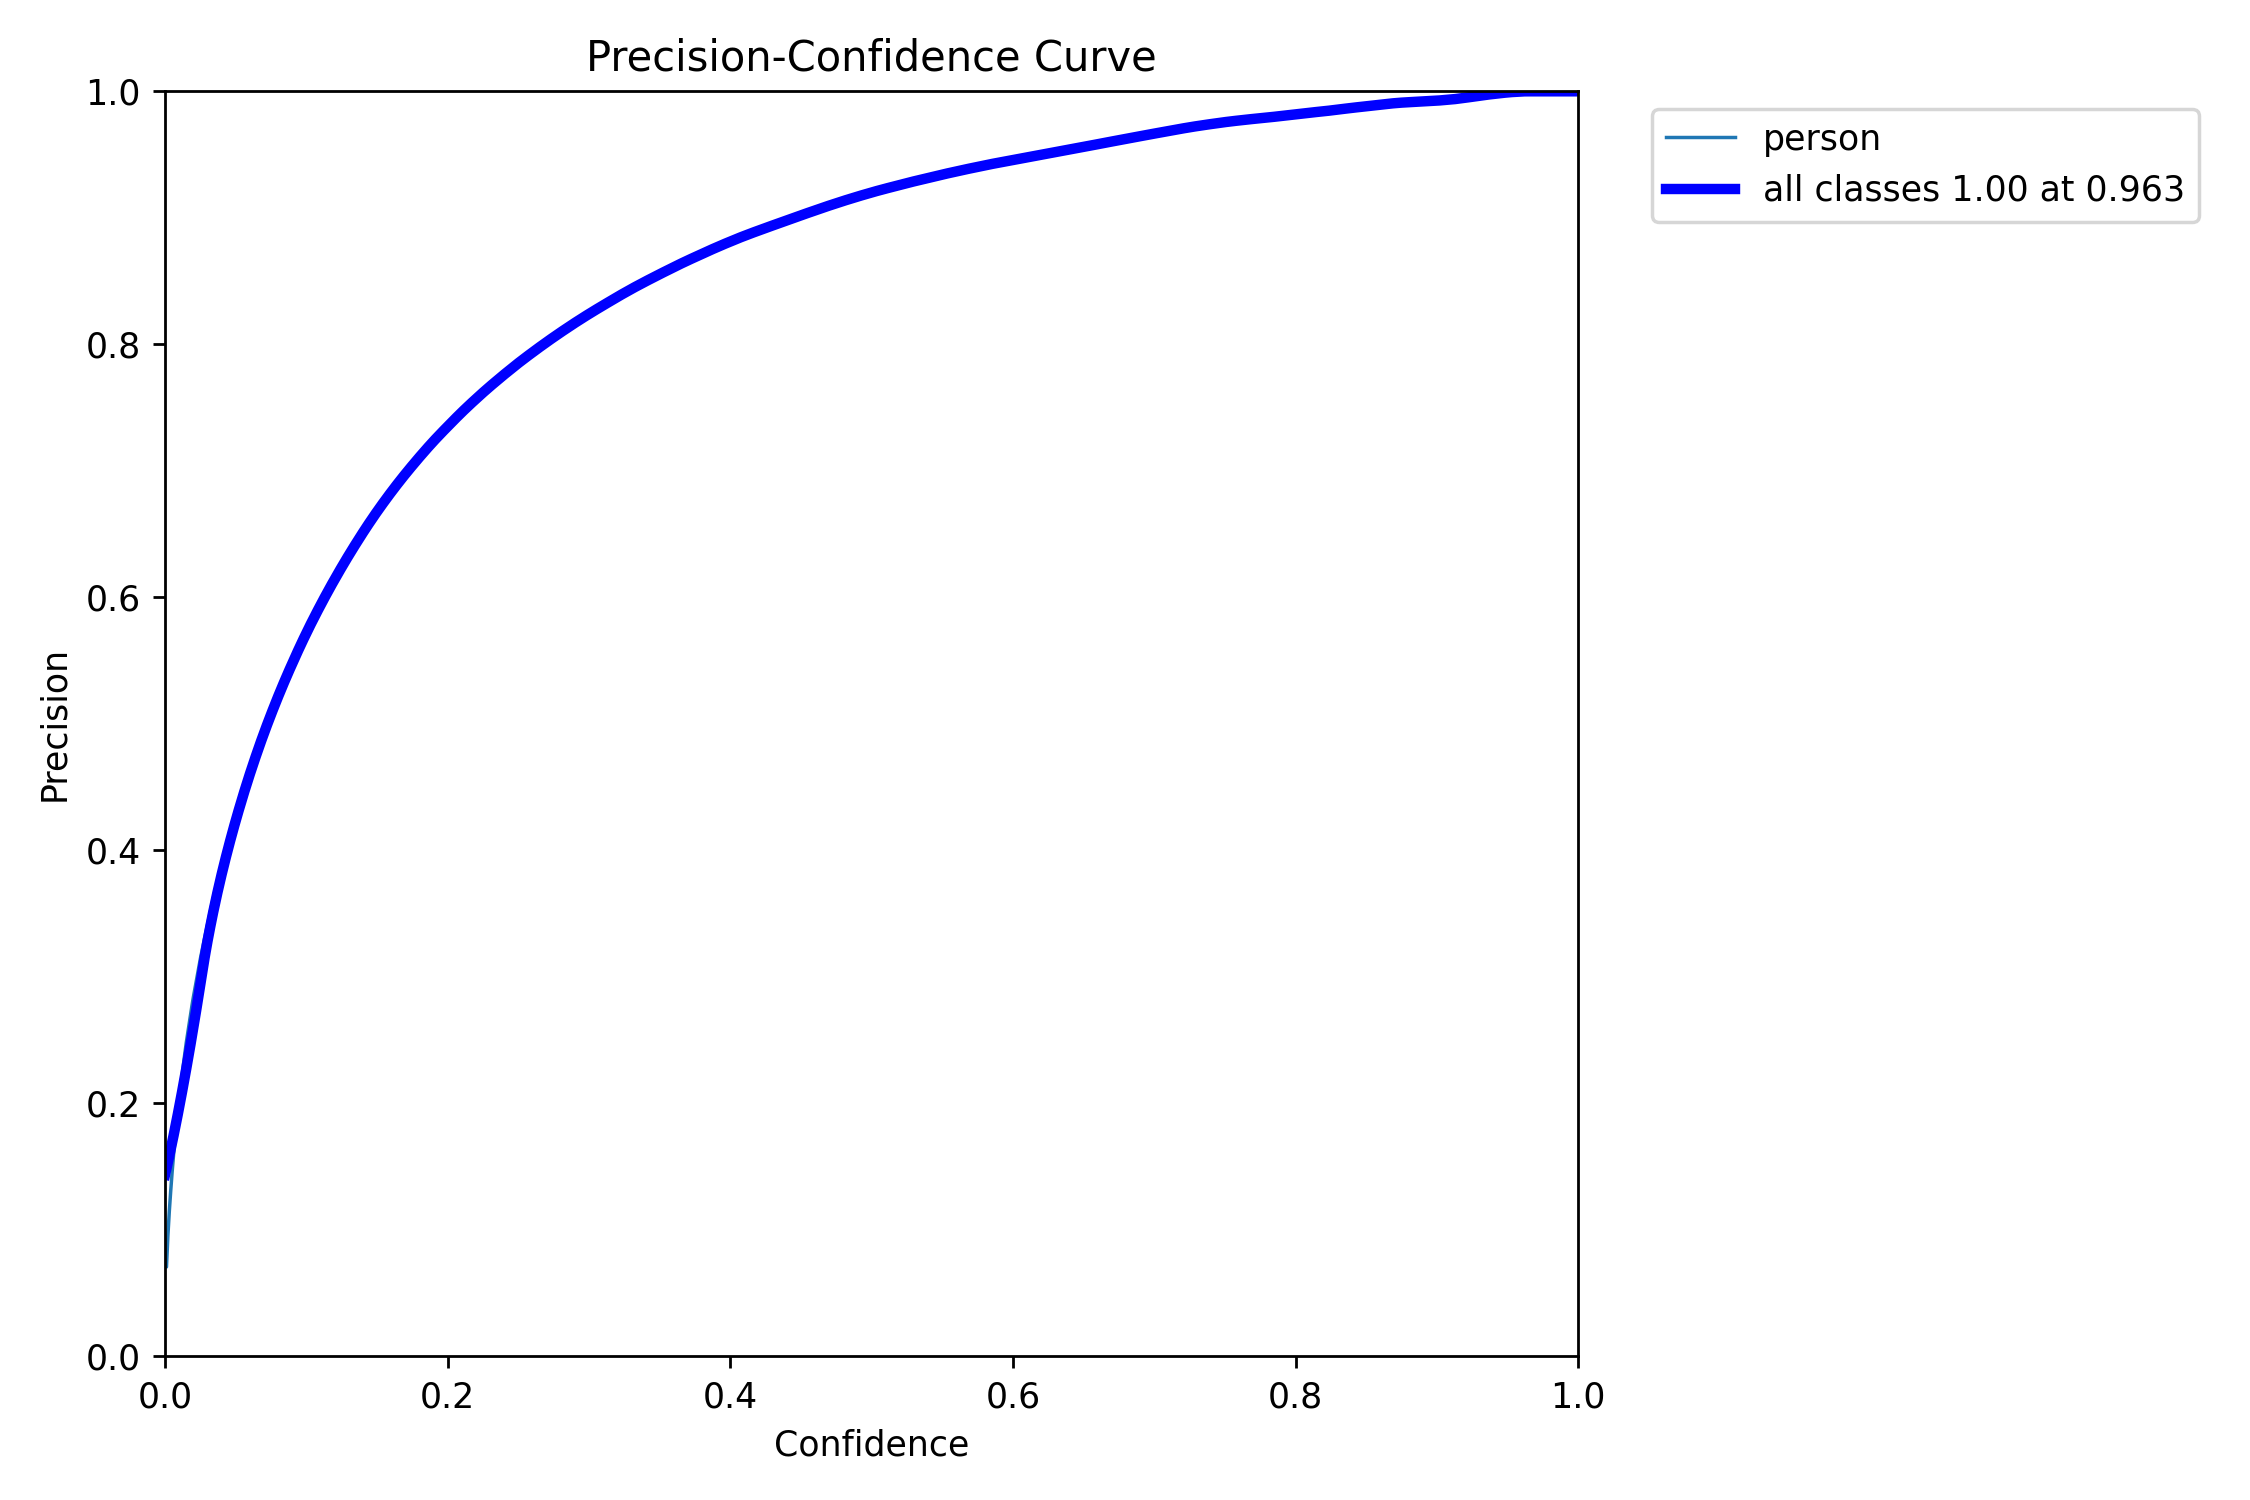 Precision-Confidence Curve
1.0
0.8
0.6
0.4
0.2
0.0
Precision
0.0 0.2 0.4 0.6 0.8 1.0
Confidence
person
all classes 1.00 at 0.963